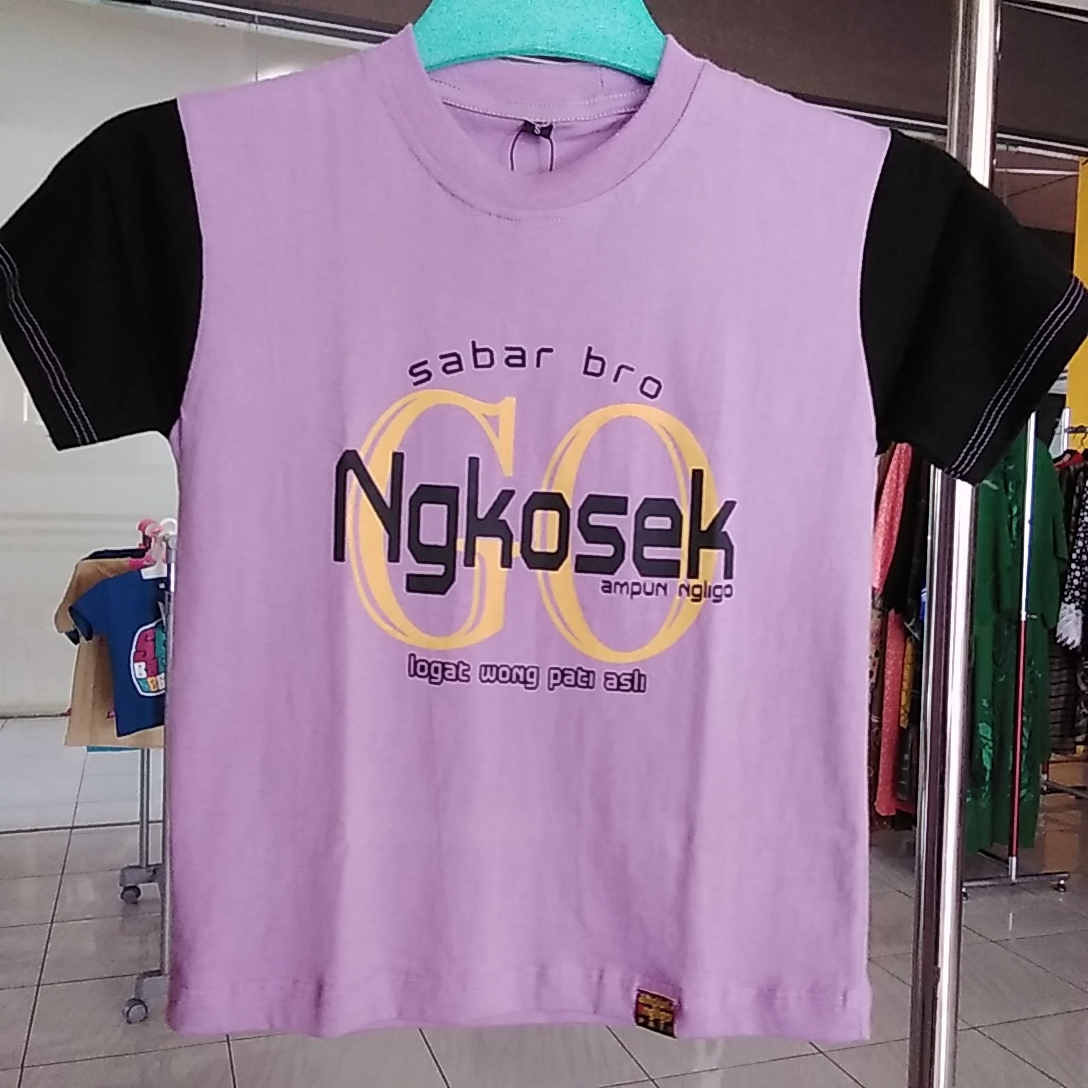 S
sabar bro
GO
Ngkosek
ampun ngligo
logat wong pati asli